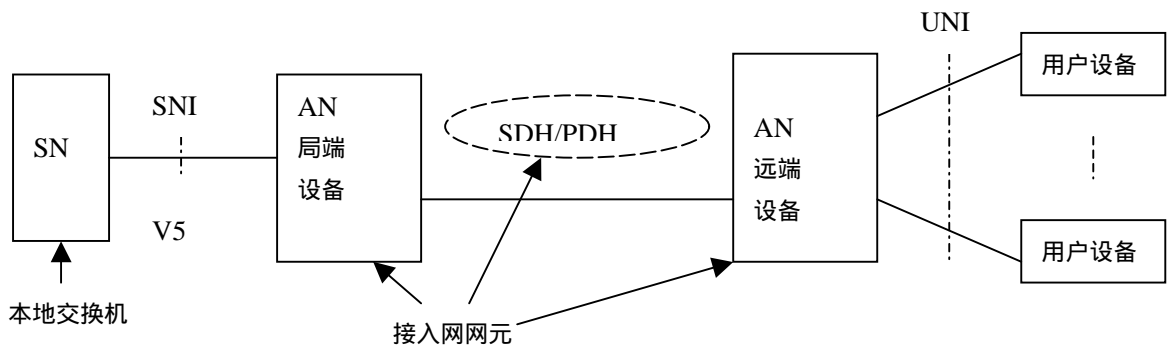 UNI
用户设备
SNI
AN
局端
设备
SDH/PDH
SN
AN
远端
设备
V5
用户设备
本地交换机
接入网网元